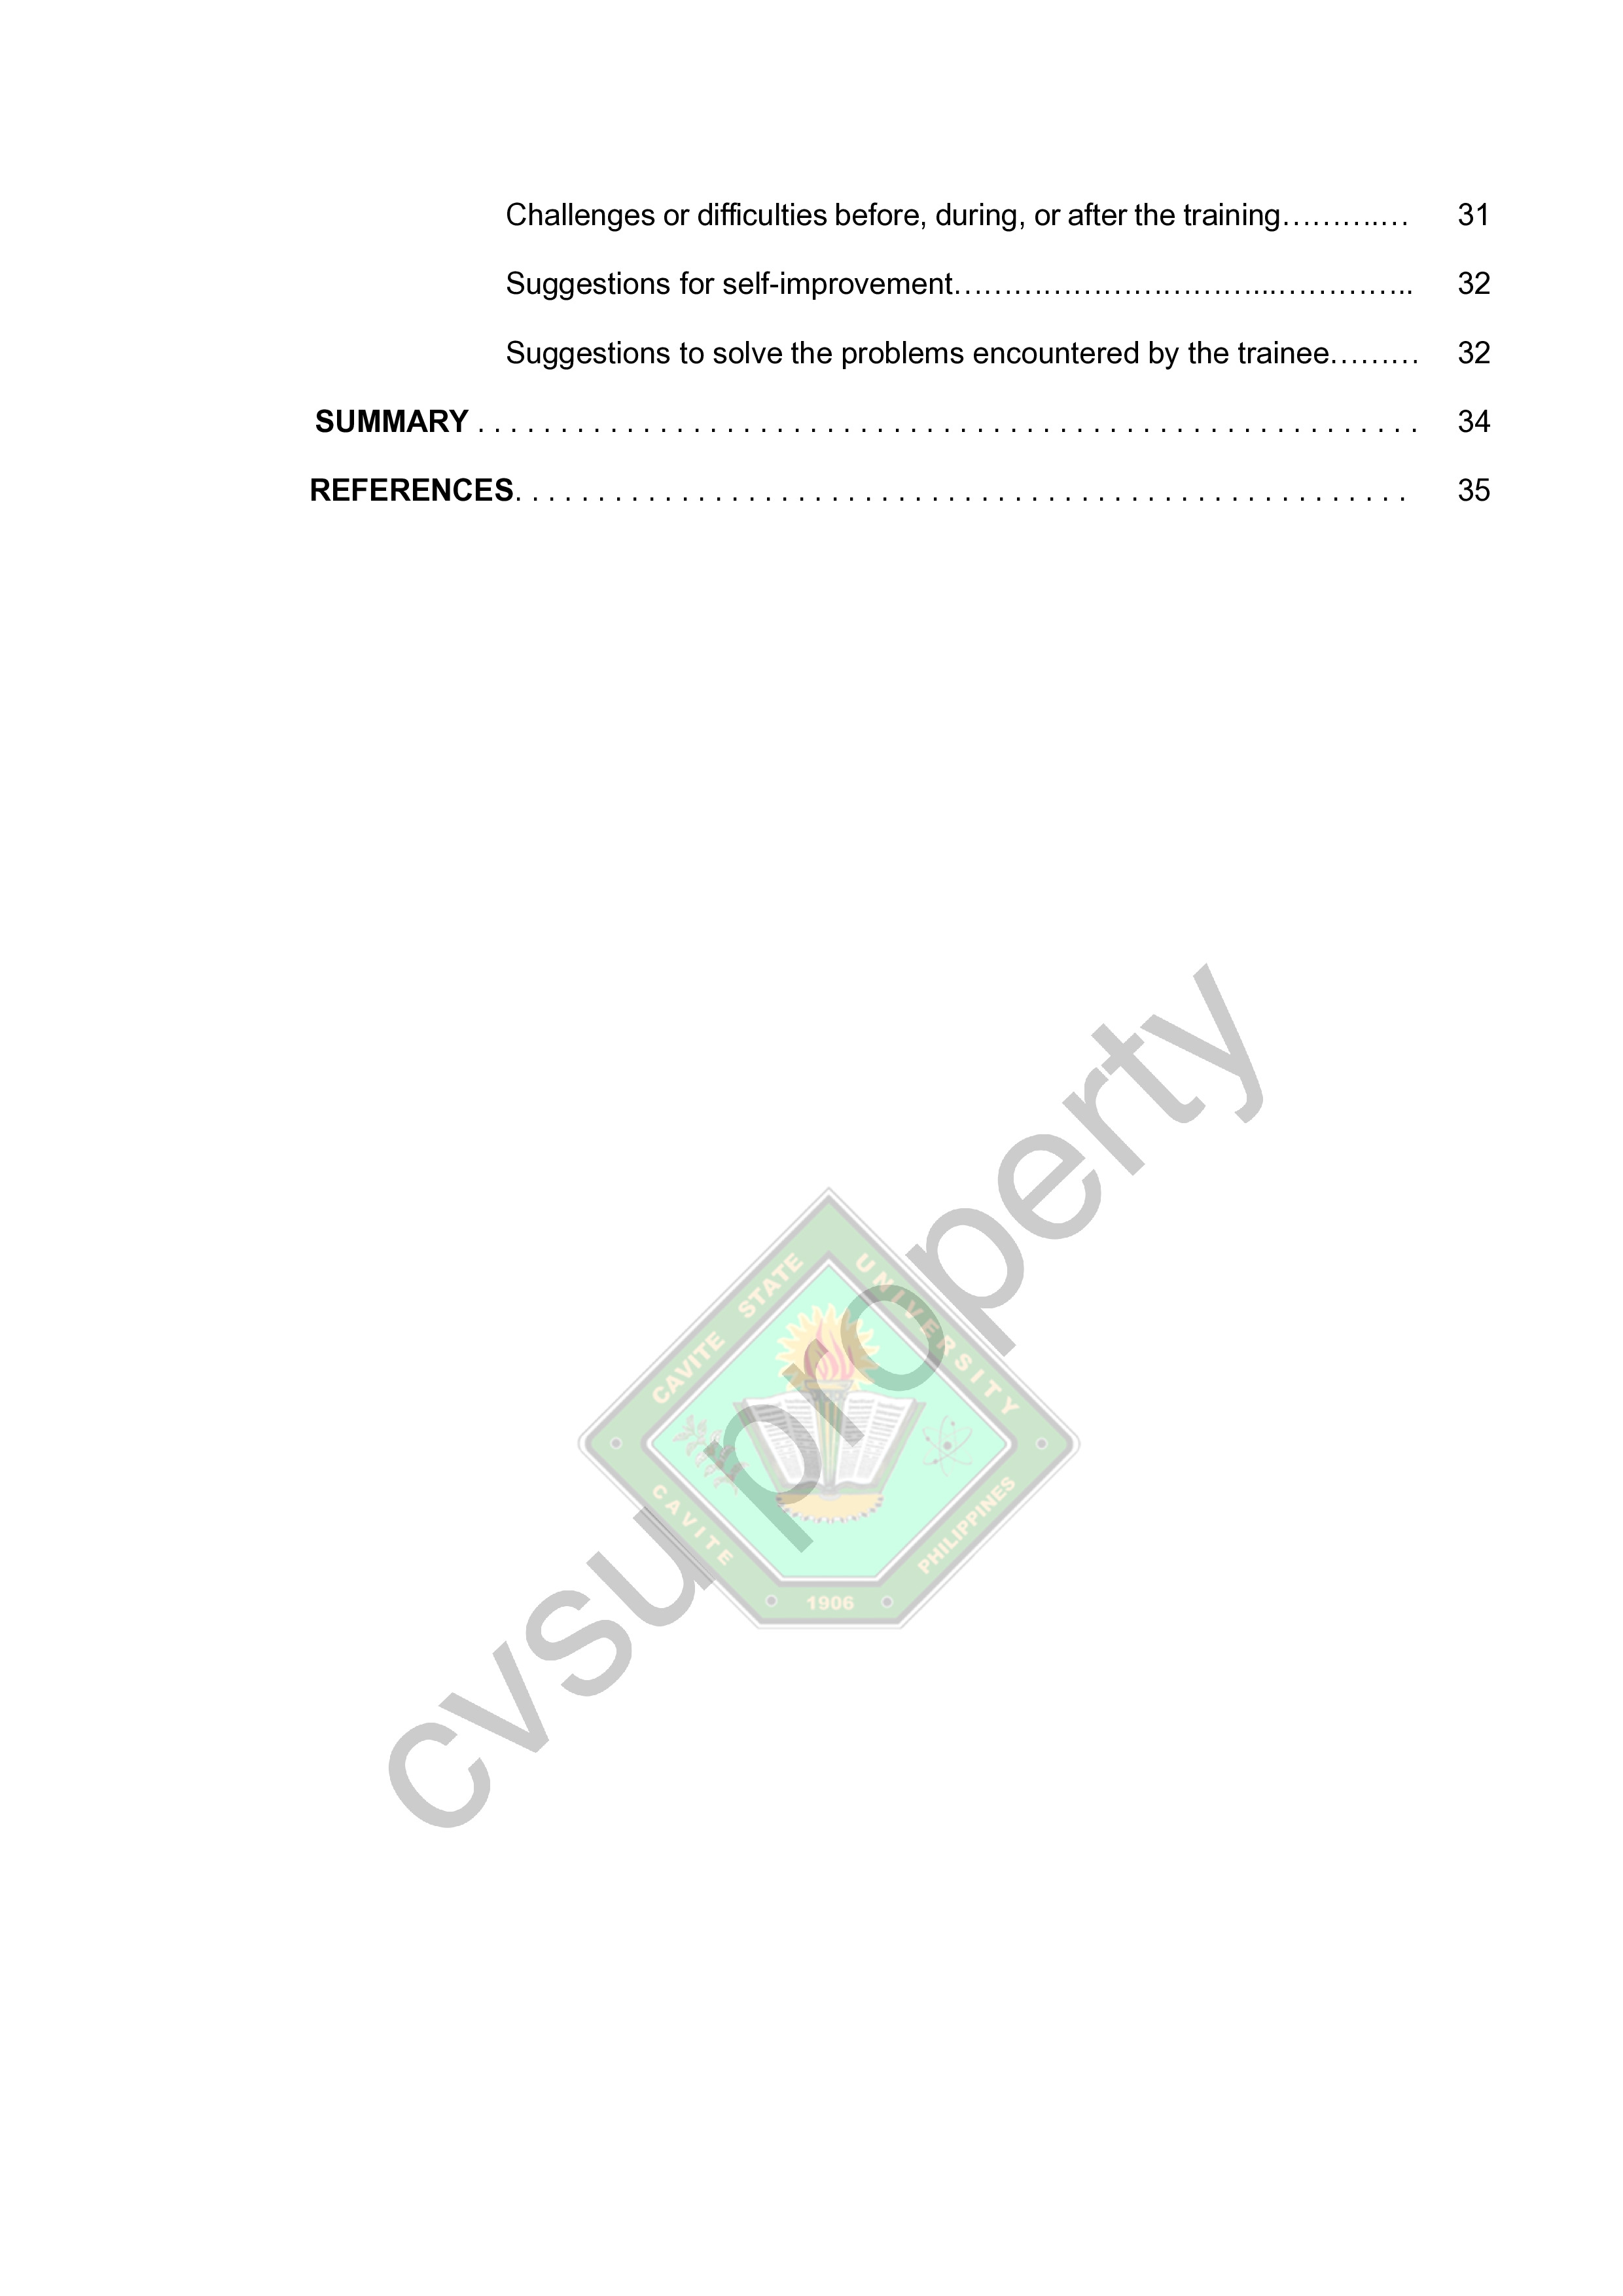 Challenges or difficulties before, during, or after the training……….… 31
Suggestions for self-improvement……….…….…….…….……...………….. 32
Suggestions to solve the problems encountered by the trainee……… 32
SUMMARY . . . . . . . . . . . . . . . . . . . . . . . . . . . . . . . . . . . . . . . . . . . . . . . . . . . . . . . . . 34
REFERENCES. . . . . . . . . . . . . . . . . . . . . . . . . . . . . . . . . . . . . . . . . . . . . . . . . . . . . . 35
cvsu property
CAVITE STATE UNIVERSITY
CAVITE
PHILIPPINES
1906